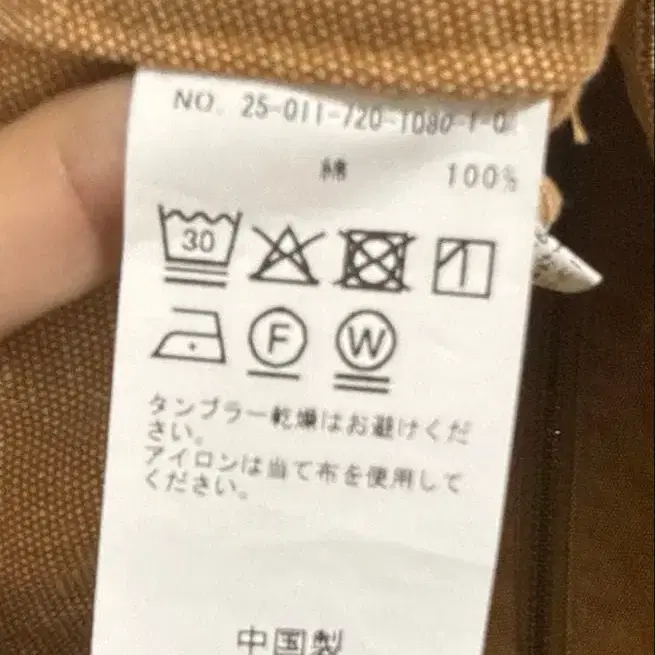 NO. 25-011-720-1080-1-0
綿 100%
30
F W
タンブラー乾燥はお避けくだ
さい。
アイロンは当て布を使用して
ください。
中国製